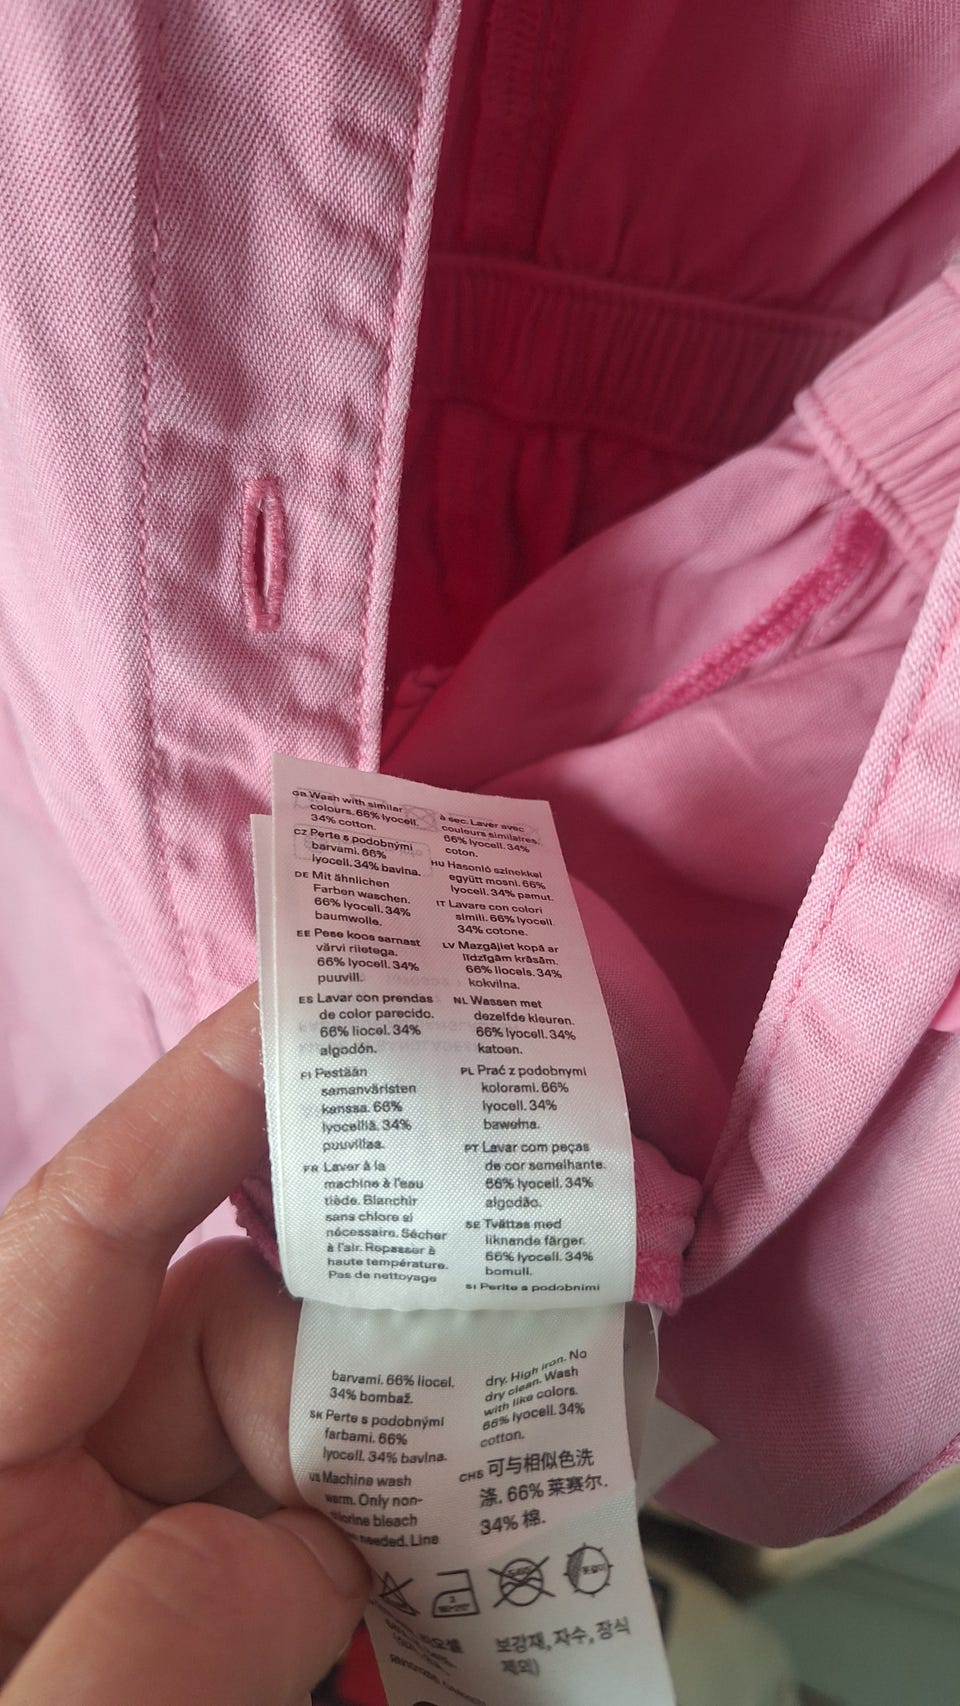 GB Wash with similar
colours. 66% lyocell.
34% cotton.
CZ Perte s podobnými
barvami. 66%
lyocell. 34% bavlna.
DE Mit ähnlichen
Farben waschen.
66% lyocell. 34%
baumwolle.
EE Pese koos sarnast
värvi riietega.
66% lyocell. 34%
puuvill.
ES Lavar con prendas
de color parecido.
66% liocel. 34%
algodón.
FI Pestään
samanväristen
kanssa. 66%
lyocelliä. 34%
puuvillaa.
FR Laver à la
machine à l'eau
tiède. Blanchir
sans chlore si
nécessaire. Sécher
à l'air. Repasser à
haute température.
Pas de nettoyage
à sec. Laver avec
couleurs similaires.
66% lyocell. 34%
coton.
HU Hasonló színekkel
együtt mosni. 66%
lyocell. 34% pamut.
IT Lavare con colori
simili. 66% lyocell.
34% cotone.
LV Mazgājiet kopā ar
līdzīgām krāsām.
66% liocels. 34%
kokvilna.
NL Wassen met
dezelfde kleuren.
66% lyocell. 34%
katoen.
PL Prać z podobnymi
kolorami. 66%
lyocell. 34%
bawełna.
PT Lavar com peças
de cor semelhante.
66% lyocell. 34%
algodão.
SE Tvättas med
liknande färger.
66% lyocell. 34%
bomull.
SI Perite s podobnimi
barvami. 66% liocel.
34% bombaž.
SK Perte s podobnými
farbami. 66%
lyocell. 34% bavlna.
US Machine wash
warm. Only non-
chlorine bleach
needed. Line
dry. High iron. No
dry clean. Wash
with like colors.
66% lyocell. 34%
cotton.
CHS 可与相似色洗
涤. 66% 莱赛尔.
34% 棉.
보강재, 자수, 장식
제외)